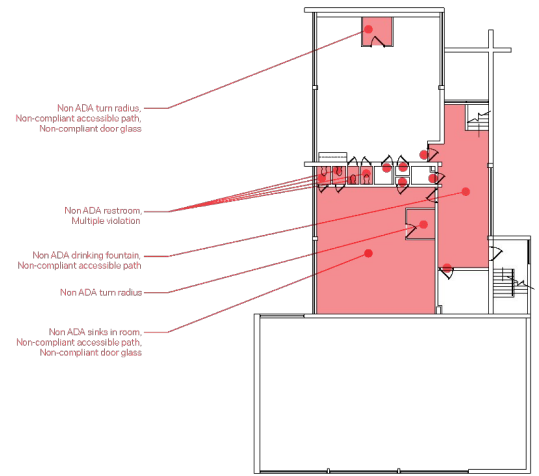 Non ADA turn radius,
Non-compliant accessible path,
Non-compliant door glass
Non ADA rastroom,
Multiple violation
Non ADA drinking fountain,
Non-compliant accessible path
Non ADA turn radius
Non ADA sinks in room,
Non-compliant accessible path,
Non-compliant door glass